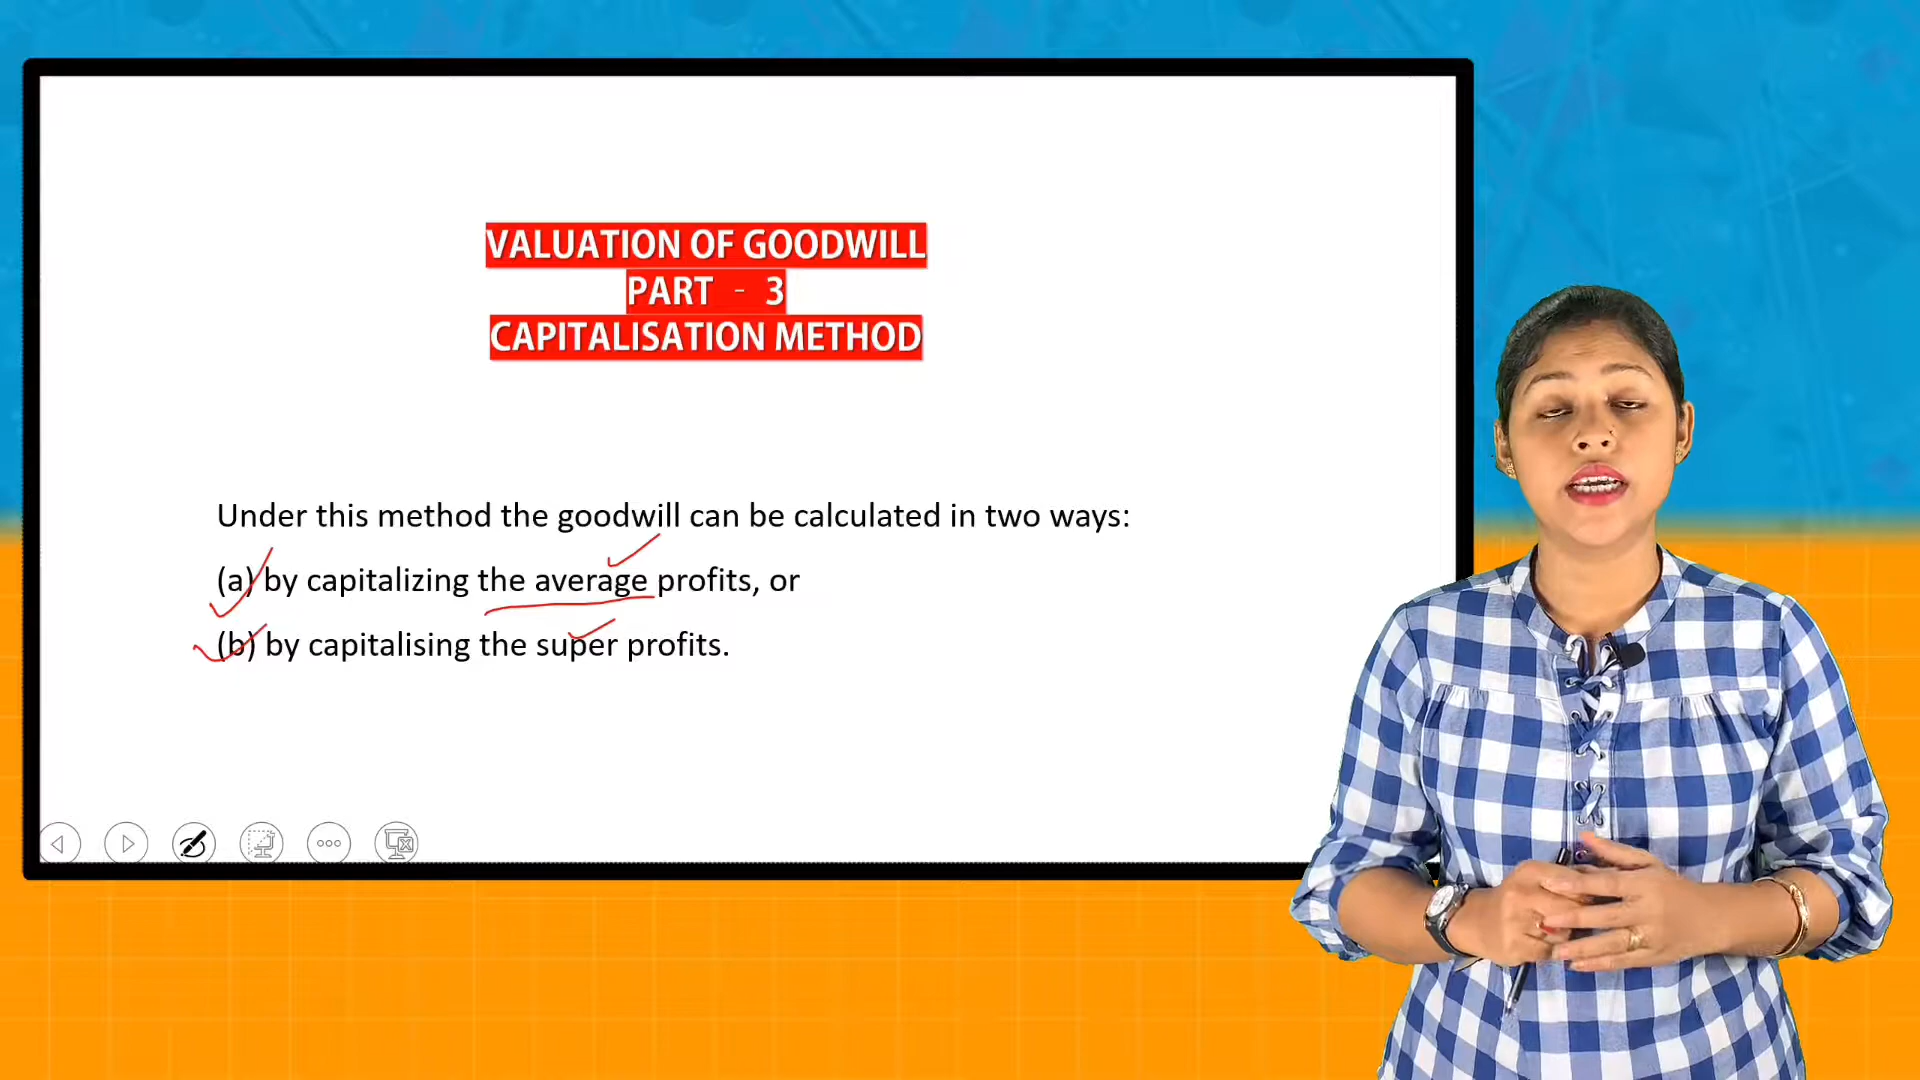 VALUATION OF GOODWILL
PART - 3
CAPITALISATION METHOD
Under this method the goodwill can be calculated in two ways:
(a) by capitalizing the average profits, or
(b) by capitalising the super profits.